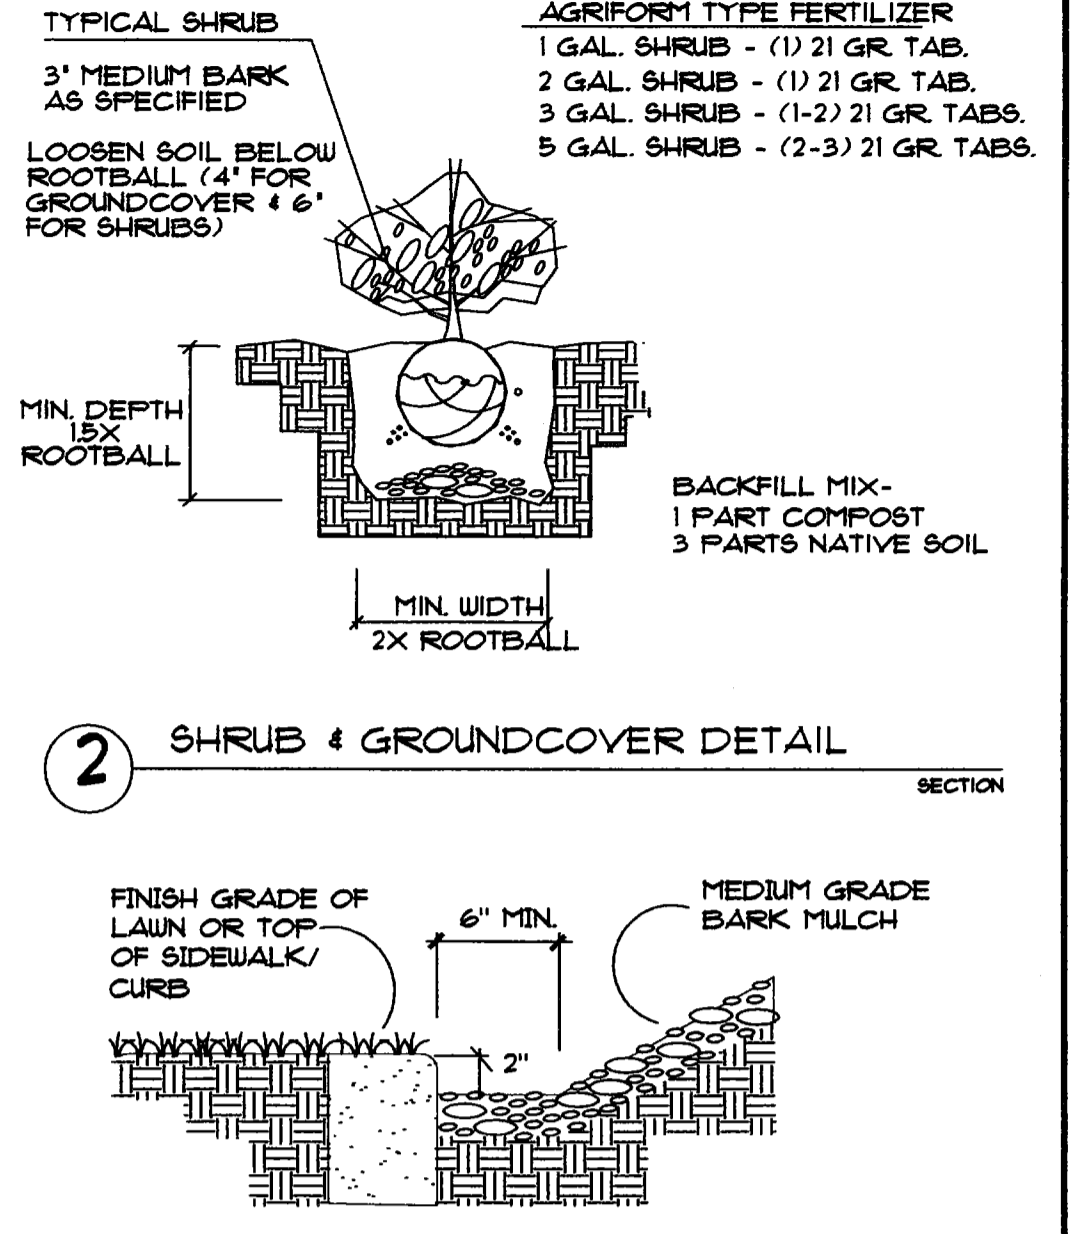 TYPICAL SHRUB
3" MEDIUM BARK
AS SPECIFIED
LOOSEN SOIL BELOW
ROOTBALL (4" FOR
GROUNDCOVER & 6"
FOR SHRUBS)
AGRIFORM TYPE FERTILIZER
1 GAL. SHRUB - (1) 21 GR. TAB.
2 GAL. SHRUB - (1) 21 GR. TAB.
3 GAL. SHRUB - (1-2) 21 GR. TABS.
5 GAL. SHRUB - (2-3) 21 GR. TABS.
MIN. DEPTH
1.5X
ROOTBALL
BACKFILL MIX-
1 PART COMPOST
3 PARTS NATIVE SOIL
MIN. WIDTH
2X ROOTBALL
2 SHRUB & GROUNDCOVER DETAIL
SECTION
FINISH GRADE OF
LAWN OR TOP
OF SIDEWALK/
CURB
6" MIN.
MEDIUM GRADE
BARK MULCH
2"